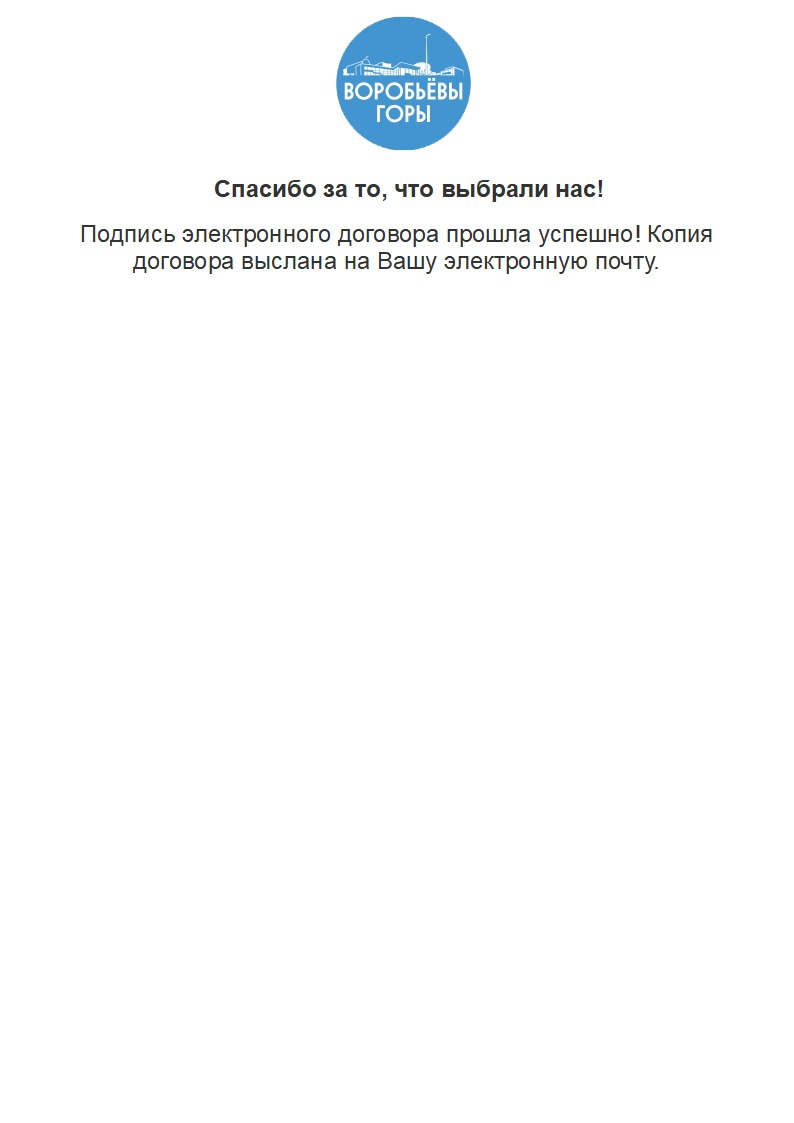 ВОРОБЬЁВЫ
ГОРЫ
Спасибо за то, что выбрали нас!
Подпись электронного договора прошла успешно! Копия
договора выслана на Вашу электронную почту.